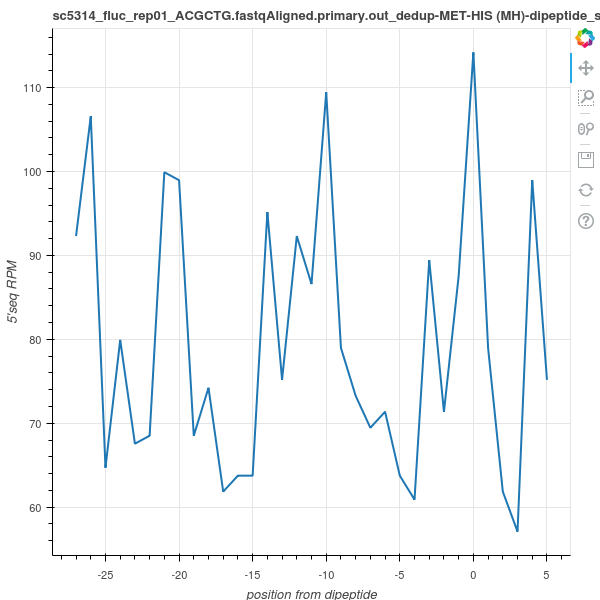 sc5314_fluc_rep01_ACGCTG.fastqAligned.primary.out_dedup-MET-HIS (MH)-dipeptide_s
110
100
90
80
70
60
5'seq RPM
-25 -20 -15 -10 -5 0 5
position from dipeptide